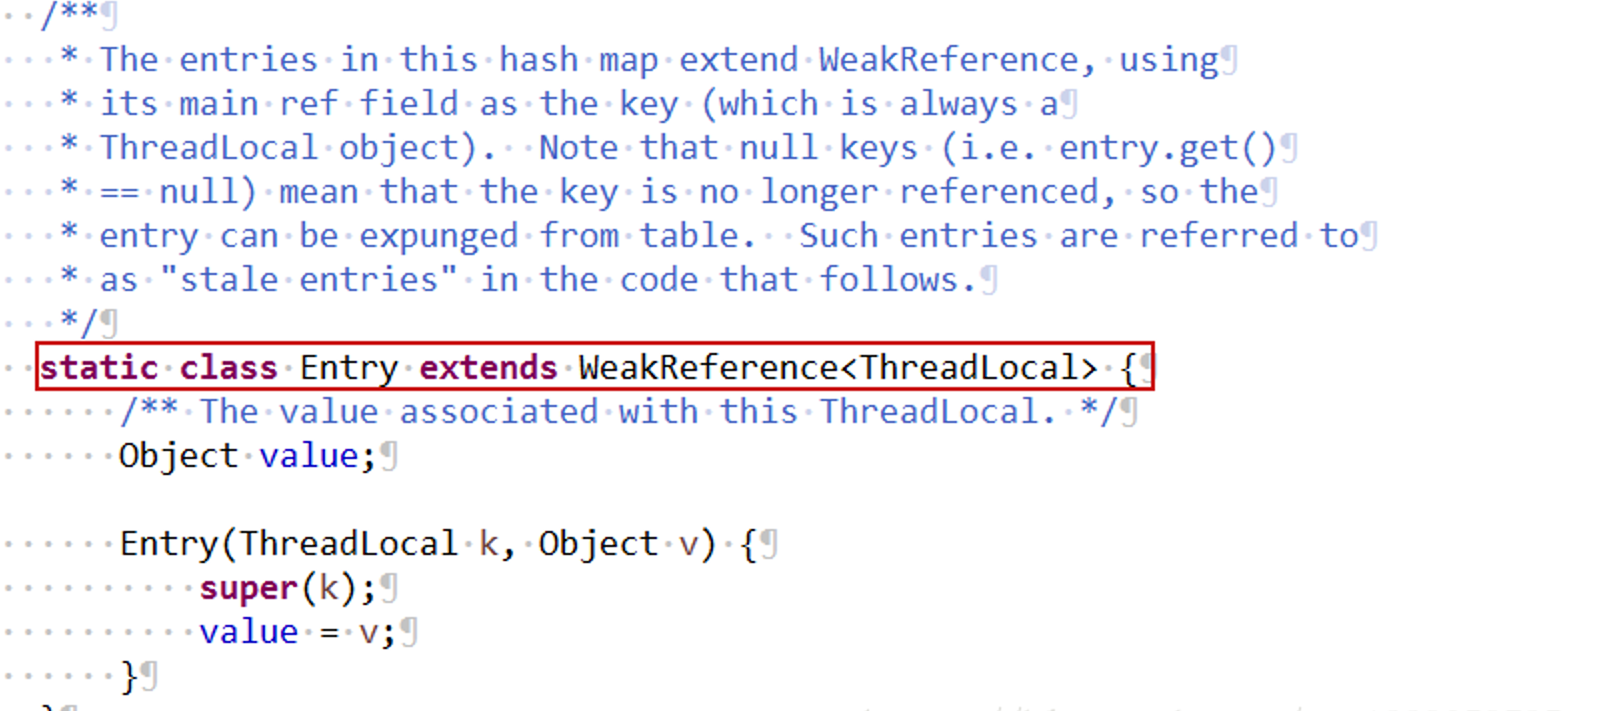 /**
* The entries in this hash map extend WeakReference, using
* its main ref field as the key (which is always a
* ThreadLocal object).  Note that null keys (i.e. entry.get()
* == null) mean that the key is no longer referenced, so the
* entry can be expunged from table.  Such entries are referred to
* as "stale entries" in the code that follows.
*/
static class Entry extends WeakReference<ThreadLocal> {
/** The value associated with this ThreadLocal. */
Object value;
Entry(ThreadLocal k, Object v) {
super(k);
value = v;
}